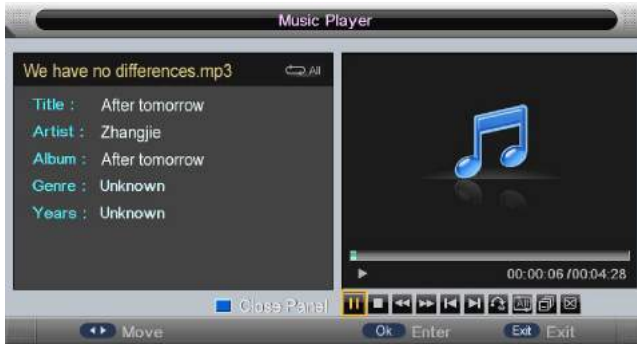 Music Player
We have no differences.mp3
All
Title : After tomorrow
Artist : Zhangjie
Album : After tomorrow
Genre : Unknown
Years : Unknown
00:00:06 /00:04:28
Close Panel
All
Move
Ok Enter
Exit Exit